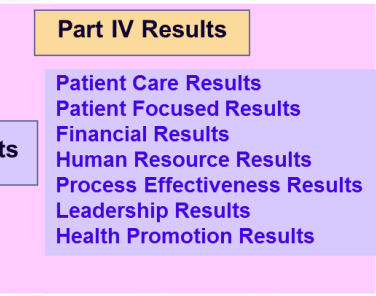 Part IV Results
Patient Care Results
Patient Focused Results
Financial Results
ts
Human Resource Results
Process Effectiveness Results
Leadership Results
Health Promotion Results